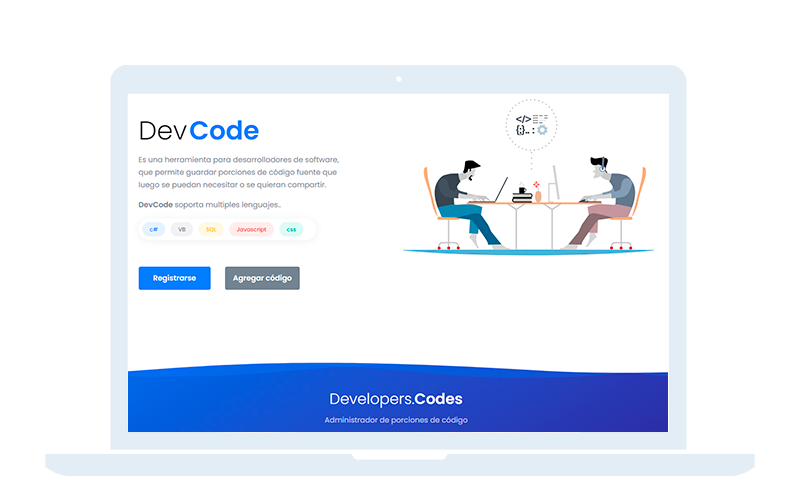 DevCode
</>
{}..:
Es una herramienta para desarrolladores de software,
que permite guardar porciones de código fuente que
luego se puedan necesitar o se quieran compartir.
DevCode soporta multiples lenguajes..
c# VB SQL Javascript css
Registrarse Agregar código
Developers.Codes
Administrador de porciones de código